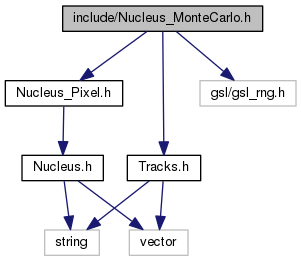 include/Nucleus_MonteCarlo.h
Nucleus_Pixel.h
gsl/gsl_rng.h
Nucleus.h
Tracks.h
string
vector